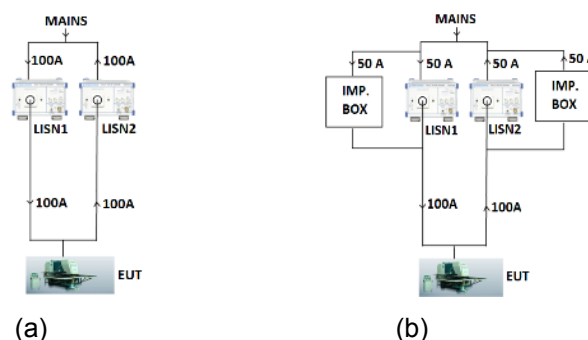 MAINS
100A
100A
LISN1
LISN2
100A
100A
EUT
(a)
MAINS
50 A
50 A
50 A
50 A
IMP.
BOX
IMP.
BOX
LISN1
LISN2
100A
100A
EUT
(b)